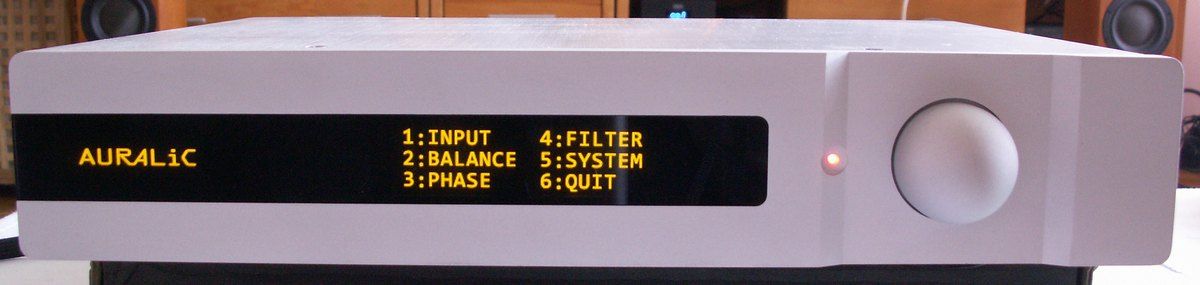 AURALiC
1:INPUT 4:FILTER
2:BALANCE 5:SYSTEM
3:PHASE 6:QUIT